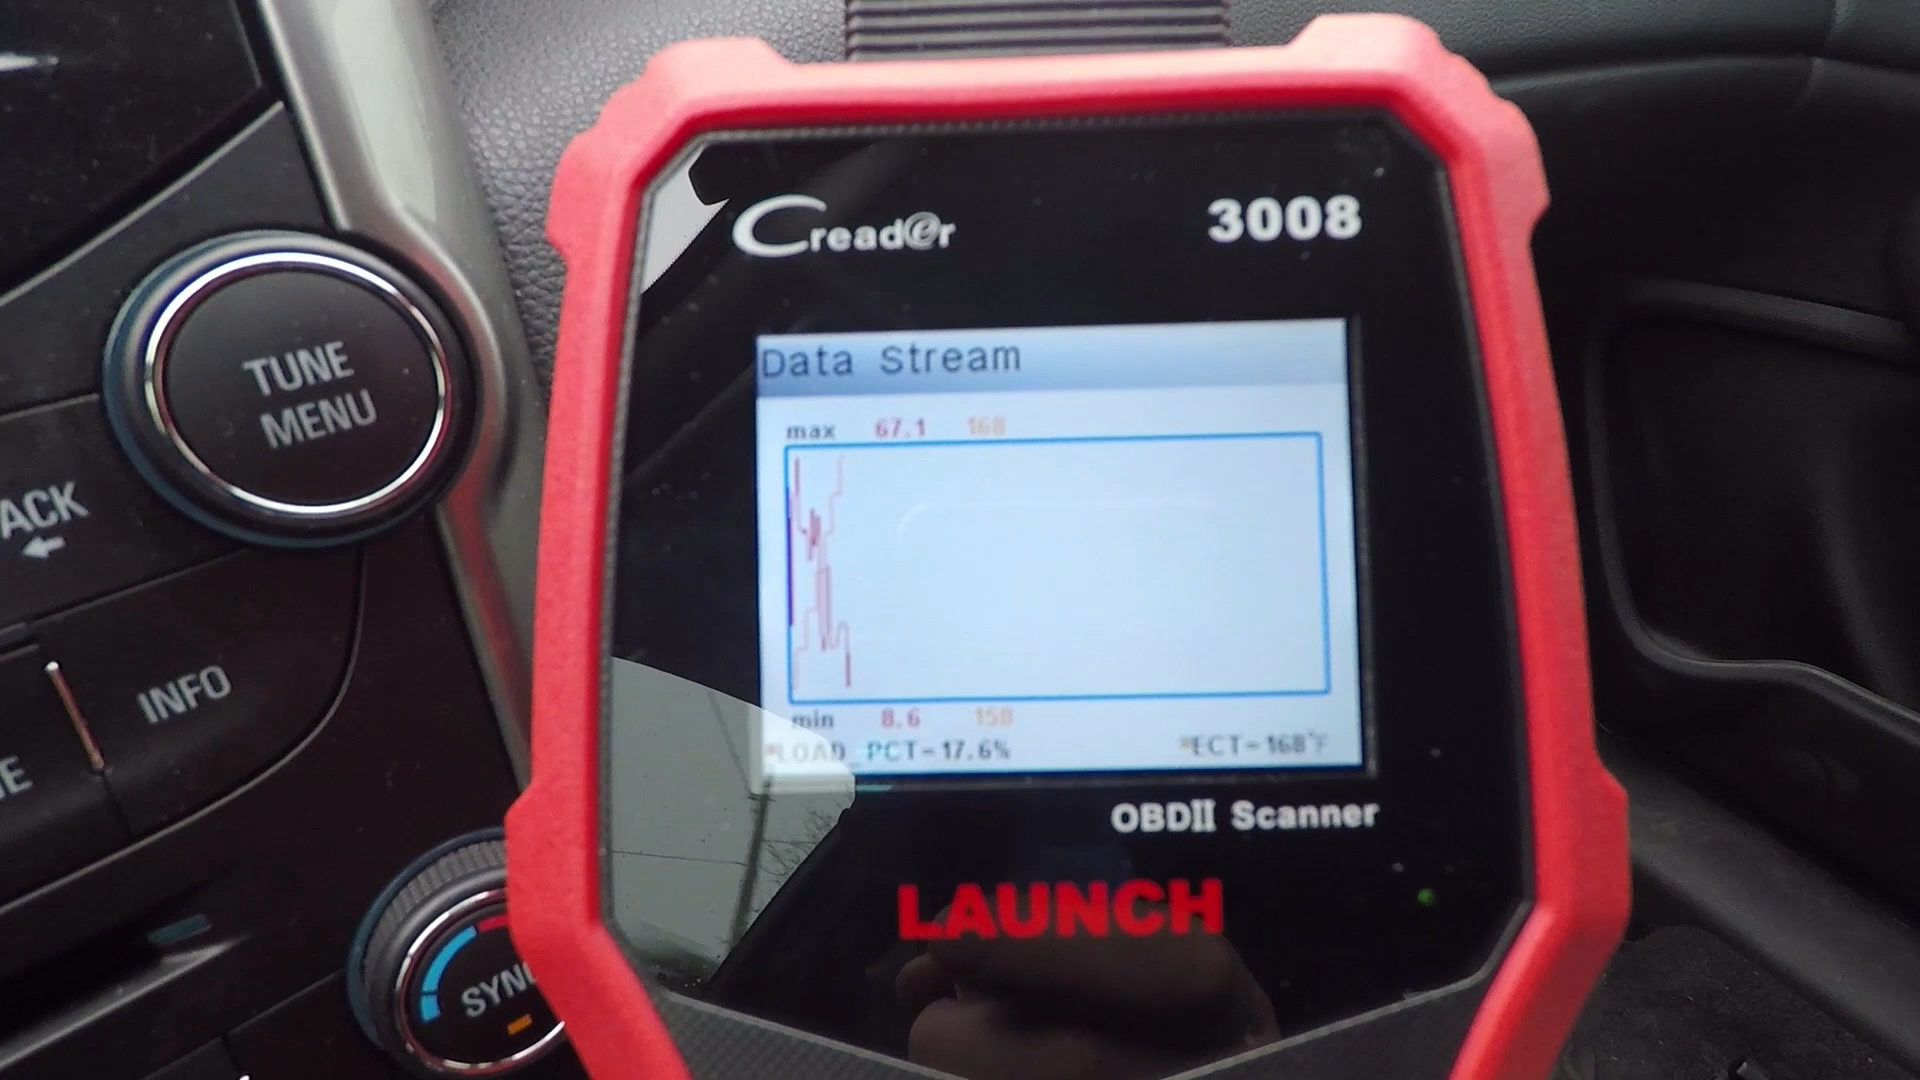 TUNE
MENU
ACK
INFO
E
SYNC
Creader
3008
Data Stream
max 67.1 168
min 8.6 158
*LOAD_PCT=17.6% *ECT=168°F
OBDII Scanner
LAUNCH